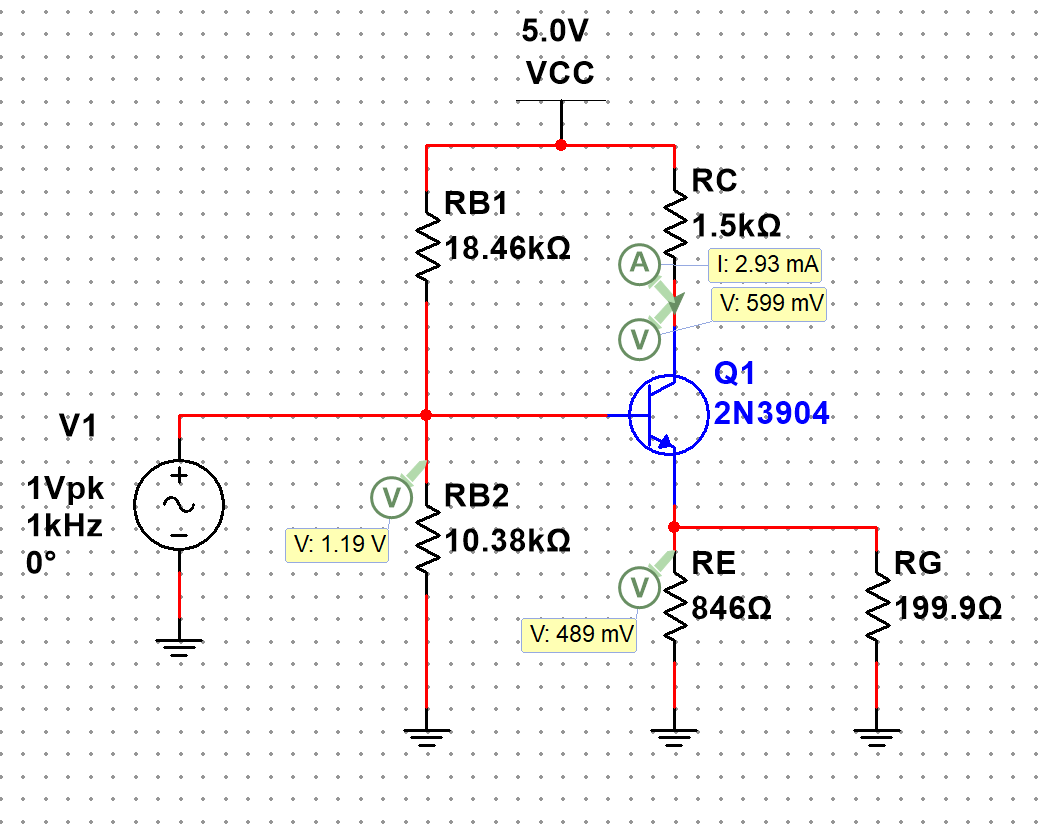 5.0V
VCC
RB1
18.46kΩ
RC
1.5kΩ
A
I: 2.93 mA
V: 599 mV
V
Q1
2N3904
V1
+
1Vpk
1kHz
0°
V
V: 1.19 V
RB2
10.38kΩ
V
V: 489 mV
RE
846Ω
RG
199.9Ω